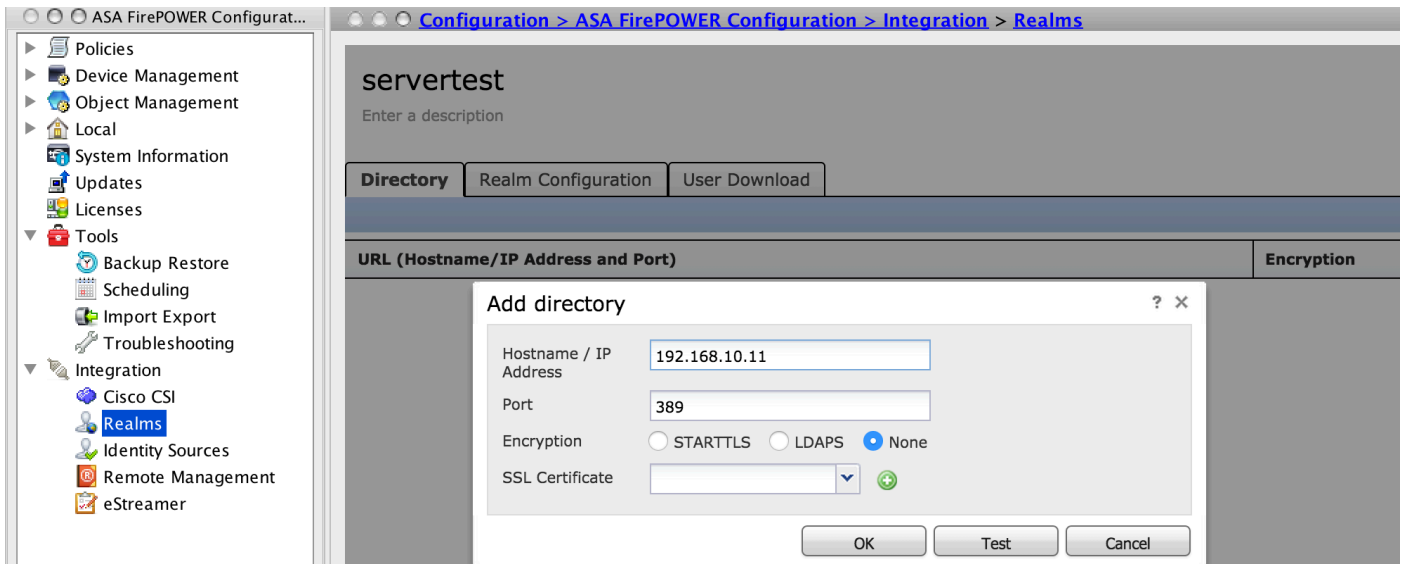 ASA FirePOWER Configurat...
Configuration > ASA FirePOWER Configuration > Integration > Realms
Policies
Device Management
Object Management
Local
System Information
Updates
Licenses
Tools
Backup Restore
Scheduling
Import Export
Troubleshooting
Integration
Cisco CSI
Realms
Identity Sources
Remote Management
eStreamer
servertest
Enter a description
Directory Realm Configuration User Download
URL (Hostname/IP Address and Port) Encryption
Add directory ? ×
Hostname / IP
Address
192.168.10.11
Port 389
Encryption STARTTLS LDAPS None
SSL Certificate
OK Test Cancel